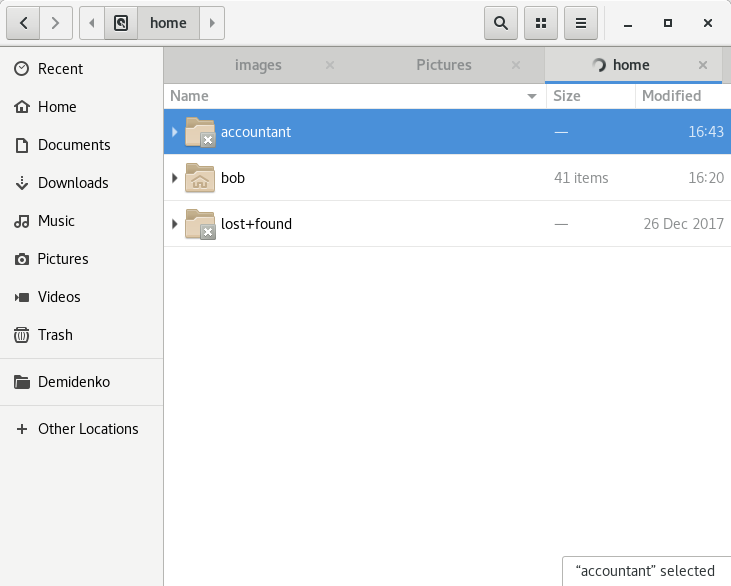 home
images
Pictures
home
Recent
Home
Documents
Downloads
Music
Pictures
Videos
Trash
Demidenko
Other Locations
Name Size Modified
accountant — 16:43
bob 41 items 16:20
lost+found — 26 Dec 2017
“accountant” selected